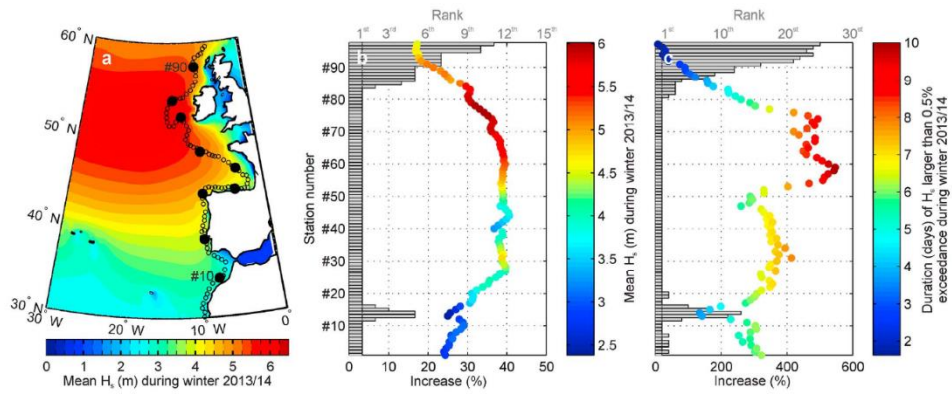 a
60° N
50° N
40° N
30° N
30° W
20° W
10° W
0
#90
#10
0 1 2 3 4 5 6
Mean Hs (m) during winter 2013/14
Rank
1st 3rd 6th 9th 12th 15th
b
Station number
#90
#80
#70
#60
#50
#40
#30
#20
#10
0 10 20 30 40 50
Increase (%)
6
5.5
5
4.5
4
3.5
3
2.5
Mean Hs (m) during winter 2013/14
Rank
1st 10th 20th 27th 30th
c
0 200 400 600
Increase (%)
10
9
8
7
6
5
4
3
2
Duration (days) of Hs larger than 0.5%
exceedance during winter 2013/14